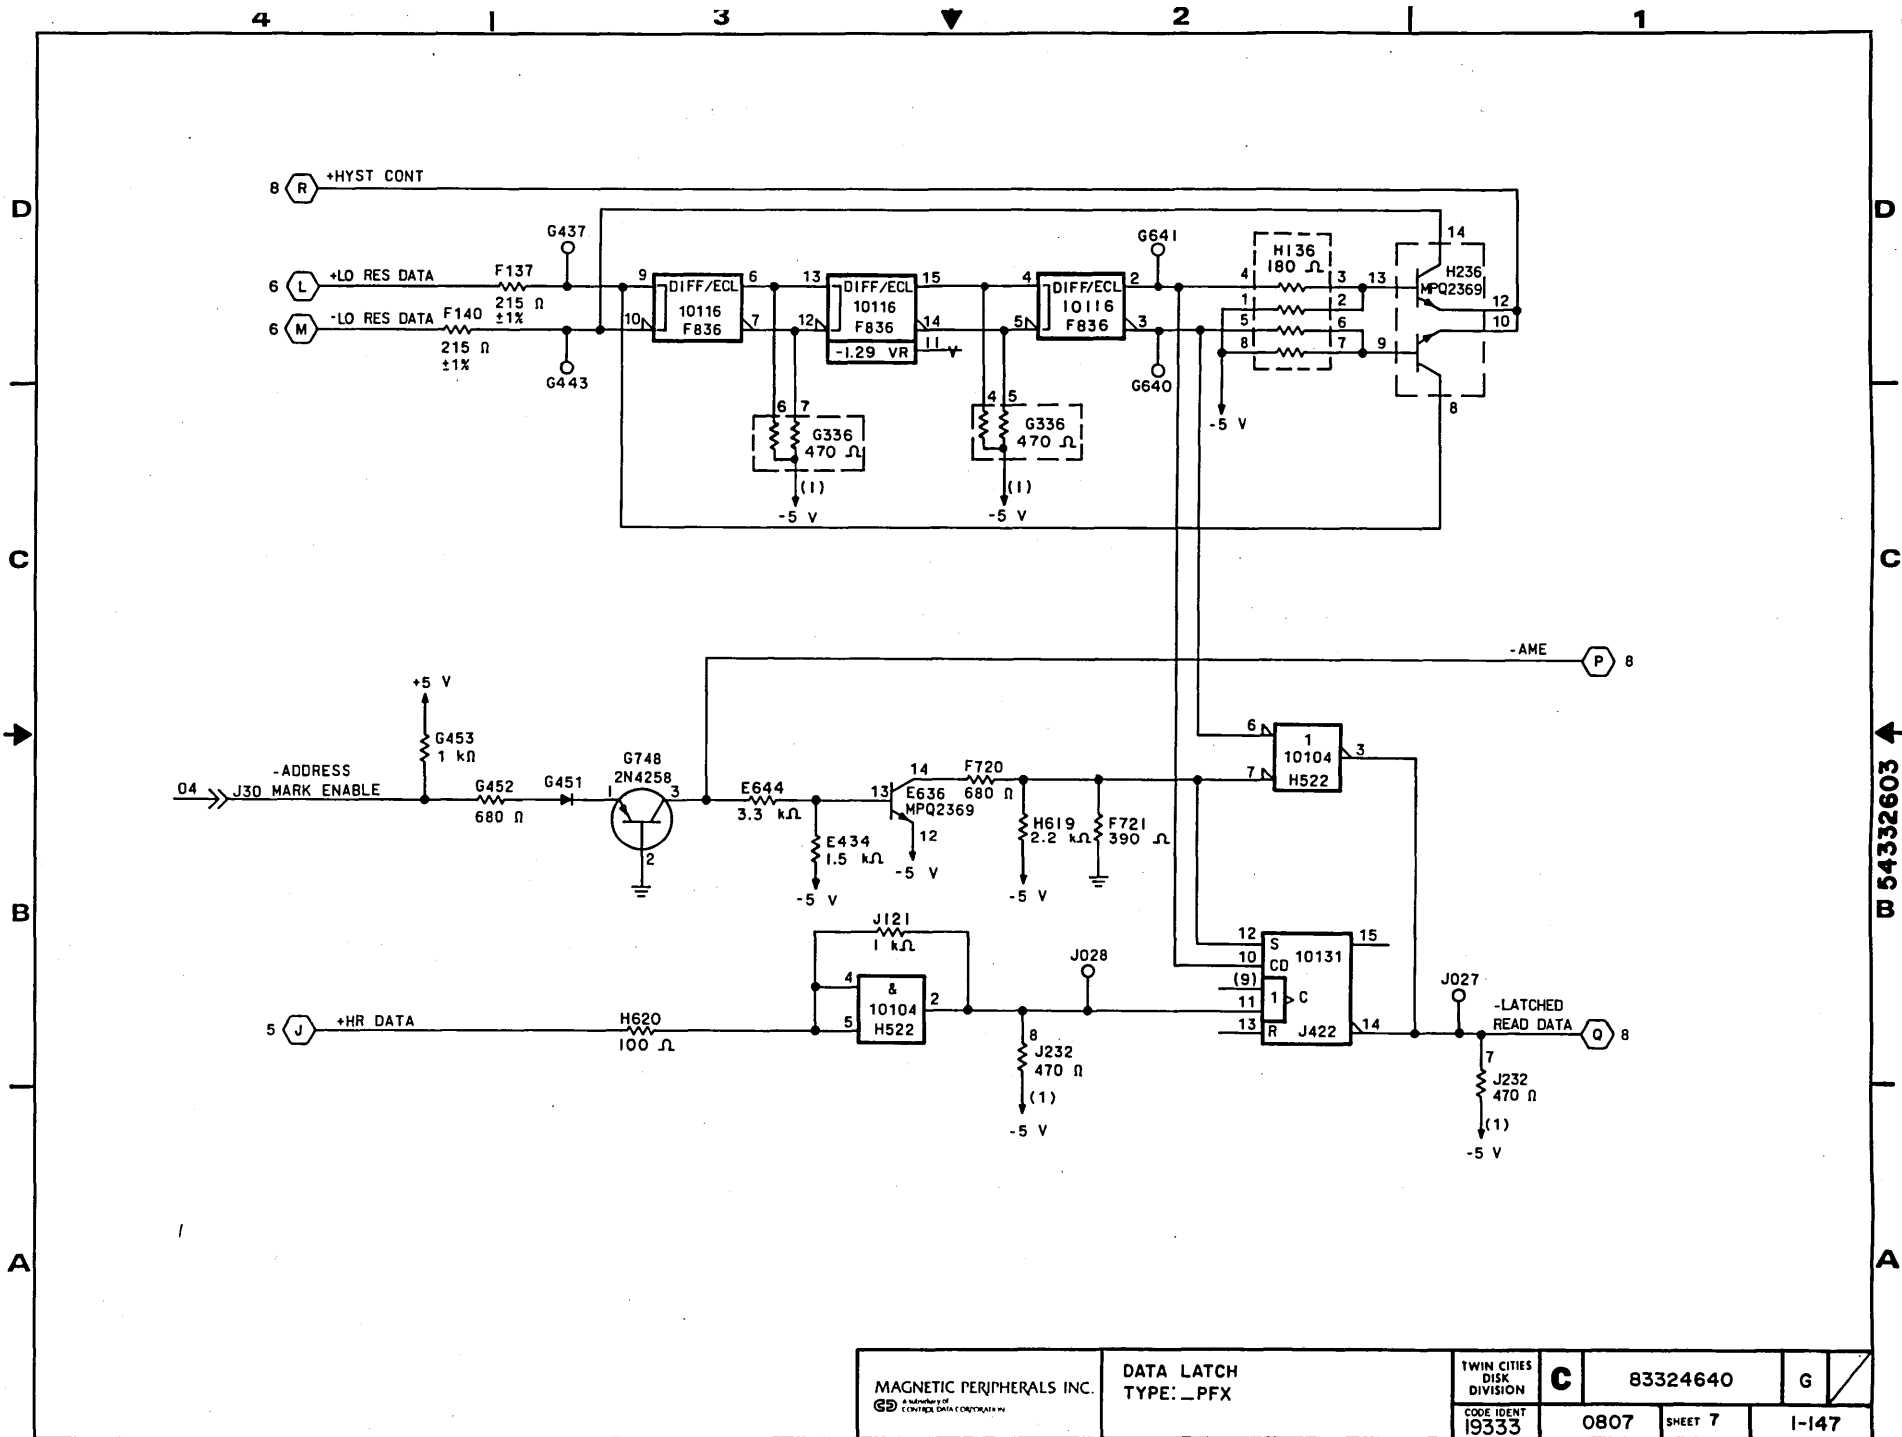 4 3 2 1
D
D
C
C
B
B
A
A
B 54332603
8 R +HYST CONT
6 L +LO RES DATA
6 M -LO RES DATA
F137
215 Ω
±1%
F140
215 Ω
±1%
G437
G443
9 6
10 7
DIFF/ECL
10116
F836
13 15
12 14
DIFF/ECL
10116
F836
-1.29 VR 11 V
4 2
5 3
DIFF/ECL
10116
F836
6 7
G336
470 Ω
(1)
-5 V
4 5
G336
470 Ω
(1)
-5 V
G641
G640
H136
180 Ω
4 3
1 2
5 6
8 7
-5 V
14
13
H236
MPQ2369
12
10
9
8
-AME P 8
+5 V
G453
1 kΩ
04 J30
-ADDRESS
MARK ENABLE
G452
680 Ω
G451
G748
2N4258
1 3
2
E644
3.3 kΩ
E434
1.5 kΩ
-5 V
14
13
E636
MPQ2369
12
-5 V
F720
680 Ω
H619
2.2 kΩ
-5 V
F721
390 Ω
6
1
10104
3
7
H522
J121
1 kΩ
5 J +HR DATA
H620
100 Ω
4
&
10104
2
5
H522
J028
8
J232
470 Ω
(1)
-5 V
12 S 15
10 CD 10131
(9)
11 1 C
13 R J422 14
J027
-LATCHED
READ DATA
Q 8
7
J232
470 Ω
(1)
-5 V
MAGNETIC PERIPHERALS INC.
a subsidiary of
CONTROL DATA CORPORATION
DATA LATCH
TYPE: _PFX
TWIN CITIES
DISK
DIVISION
C 83324640 G
CODE IDENT
19333
0807 SHEET 7 1-147